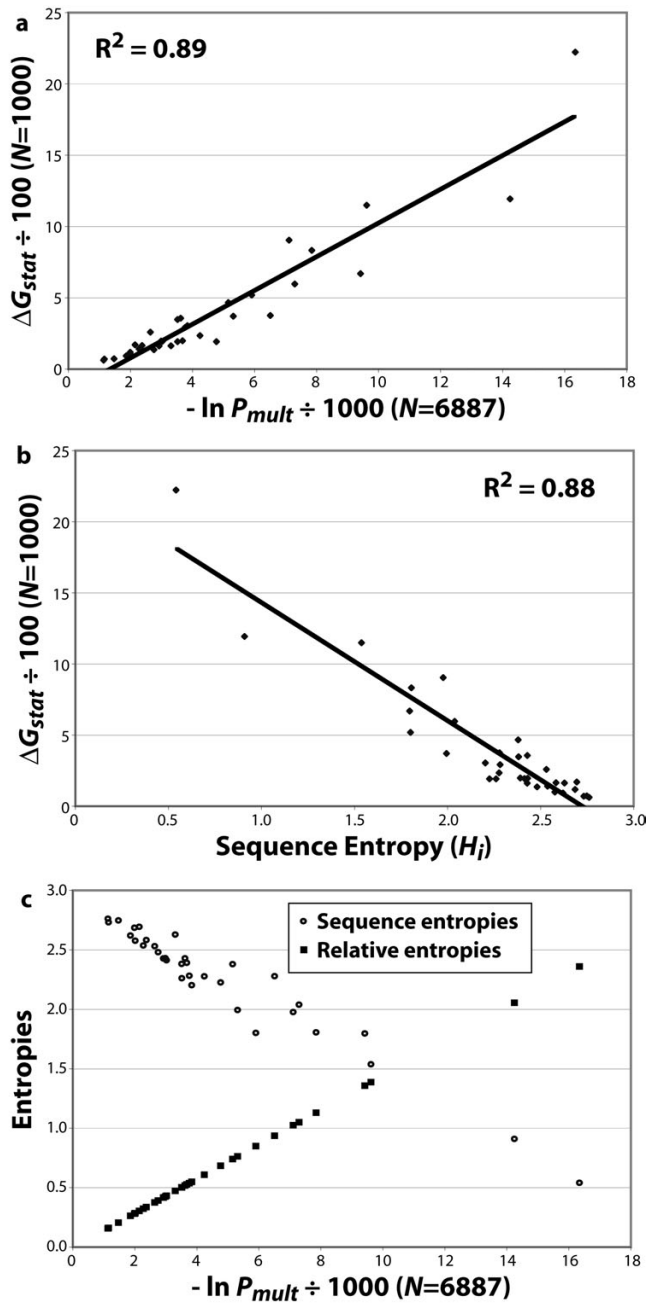 a
R² = 0.89
ΔGstat ÷ 100 (N=1000)
25
20
15
10
5
0
0 2 4 6 8 10 12 14 16 18
- ln Pmult ÷ 1000 (N=6887)
b
R² = 0.88
ΔGstat ÷ 100 (N=1000)
25
20
15
10
5
0
0 0.5 1.0 1.5 2.0 2.5 3.0
Sequence Entropy (Hi)
c
Sequence entropies
Relative entropies
Entropies
3.0
2.5
2.0
1.5
1.0
0.5
0.0
0 2 4 6 8 10 12 14 16 18
- ln Pmult ÷ 1000 (N=6887)